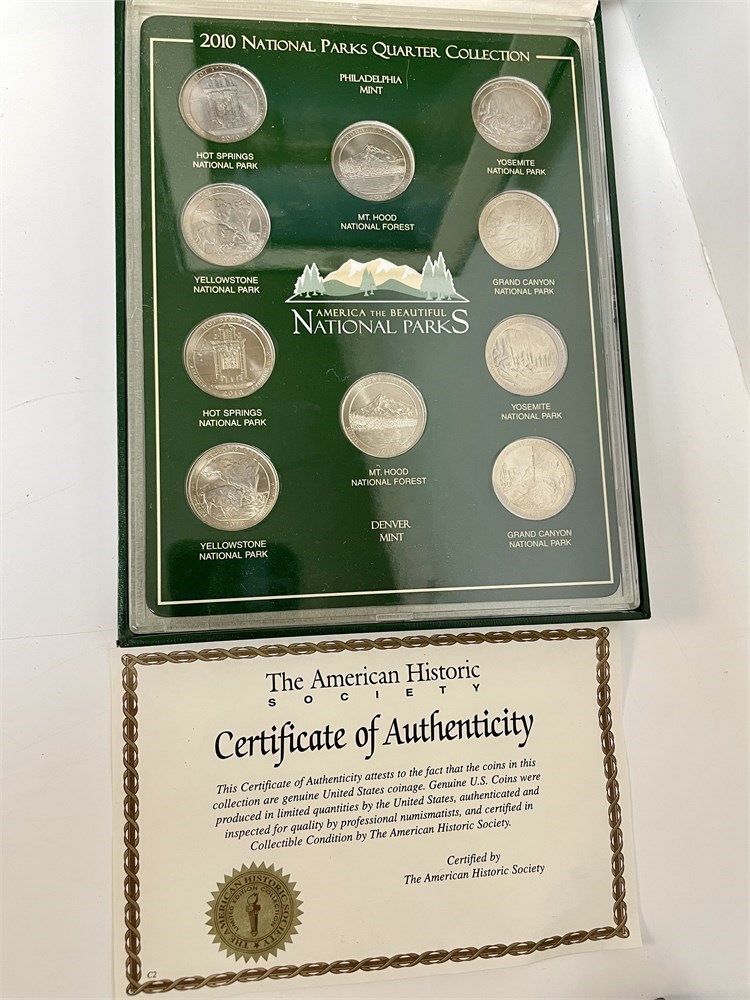 2010 NATIONAL PARKS QUARTER COLLECTION
PHILADELPHIA
MINT
HOT SPRINGS
NATIONAL PARK
YOSEMITE
NATIONAL PARK
MT. HOOD
NATIONAL FOREST
YELLOWSTONE
NATIONAL PARK
GRAND CANYON
NATIONAL PARK
AMERICA THE BEAUTIFUL
NATIONAL PARKS
HOT SPRINGS
NATIONAL PARK
YOSEMITE
NATIONAL PARK
MT. HOOD
NATIONAL FOREST
YELLOWSTONE
NATIONAL PARK
GRAND CANYON
NATIONAL PARK
DENVER
MINT
The American Historic
SOCIETY
Certificate of Authenticity
This Certificate of Authenticity attests to the fact that the coins in this
collection are genuine United States coinage. Genuine U.S. Coins were
produced in limited quantities by the United States, authenticated and
inspected for quality by professional numismatists, and certified in
Collectible Condition by The American Historic Society.
Certified by
The American Historic Society
THE AMERICAN HISTORIC SOCIETY
LIMITED EDITION COLLECTION
C2